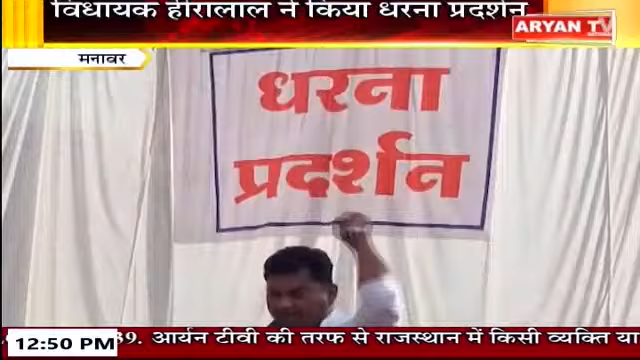 विधायक हीरालाल ने किया धरना प्रदर्शन
ARYAN TV
मनावर
धरना
प्रदर्शन
12:50 PM
39. आर्यन टीवी की तरफ से राजस्थान में किसी व्यक्ति या